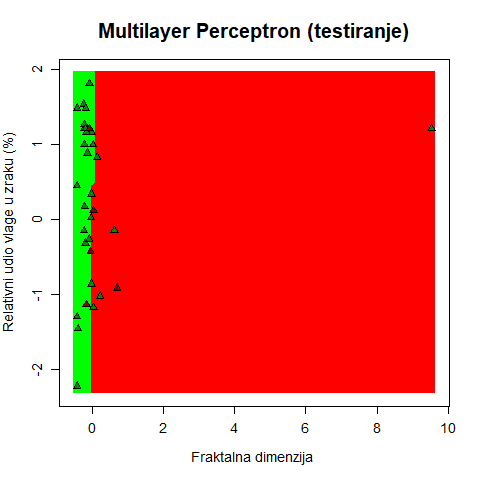 Multilayer Perceptron (testiranje)
Relativni udio vlage u zraku (%)
2
1
0
-1
-2
0 2 4 6 8 10
Fraktalna dimenzija